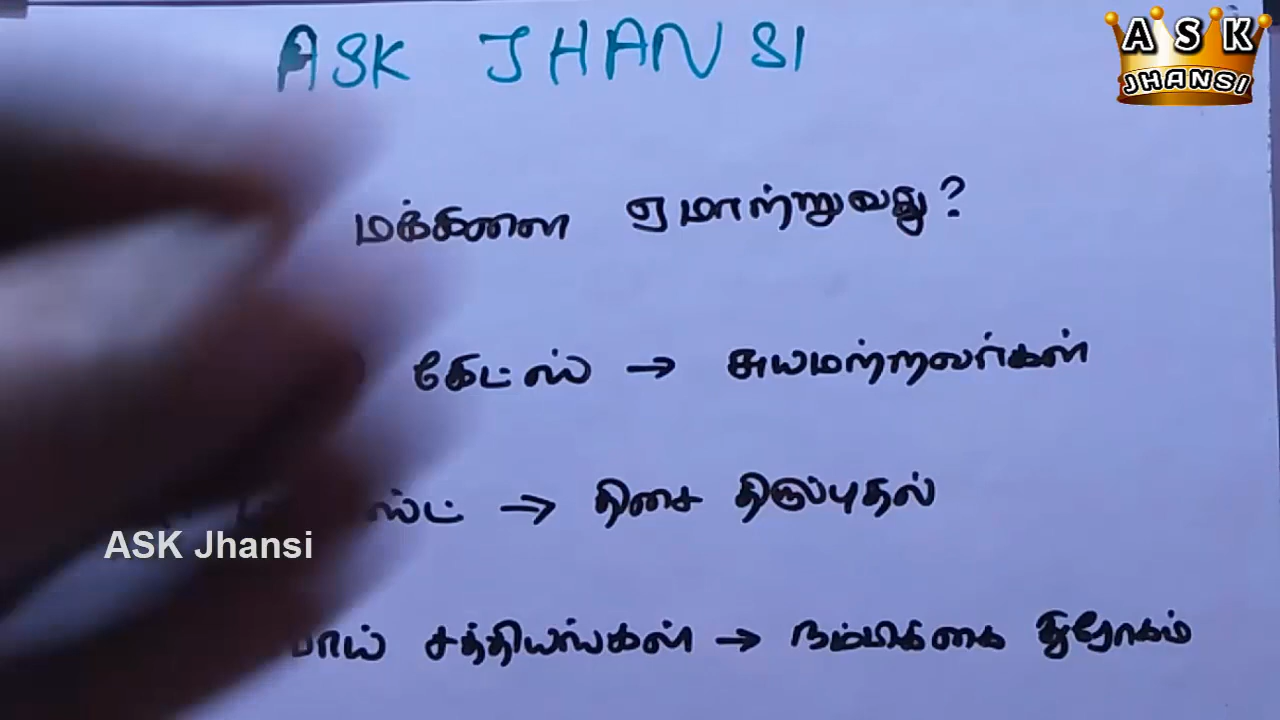 ASK JHANSI
ASK
JHANSI
மக்களை ஏமாற்றுவது?
கேட்ஸ் → சுயமற்றவர்கள்
ஸ்ட் → திசை திருப்புதல்
ASK Jhansi
மாய் சத்தியங்கள் → நம்பிக்கை துரோகம்